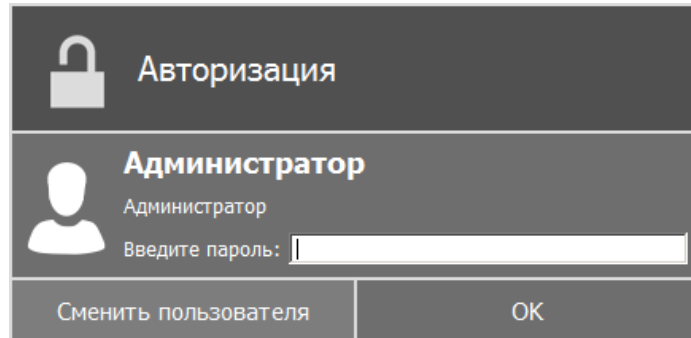 Авторизация
Администратор
Администратор
Введите пароль:
Сменить пользователя
OK